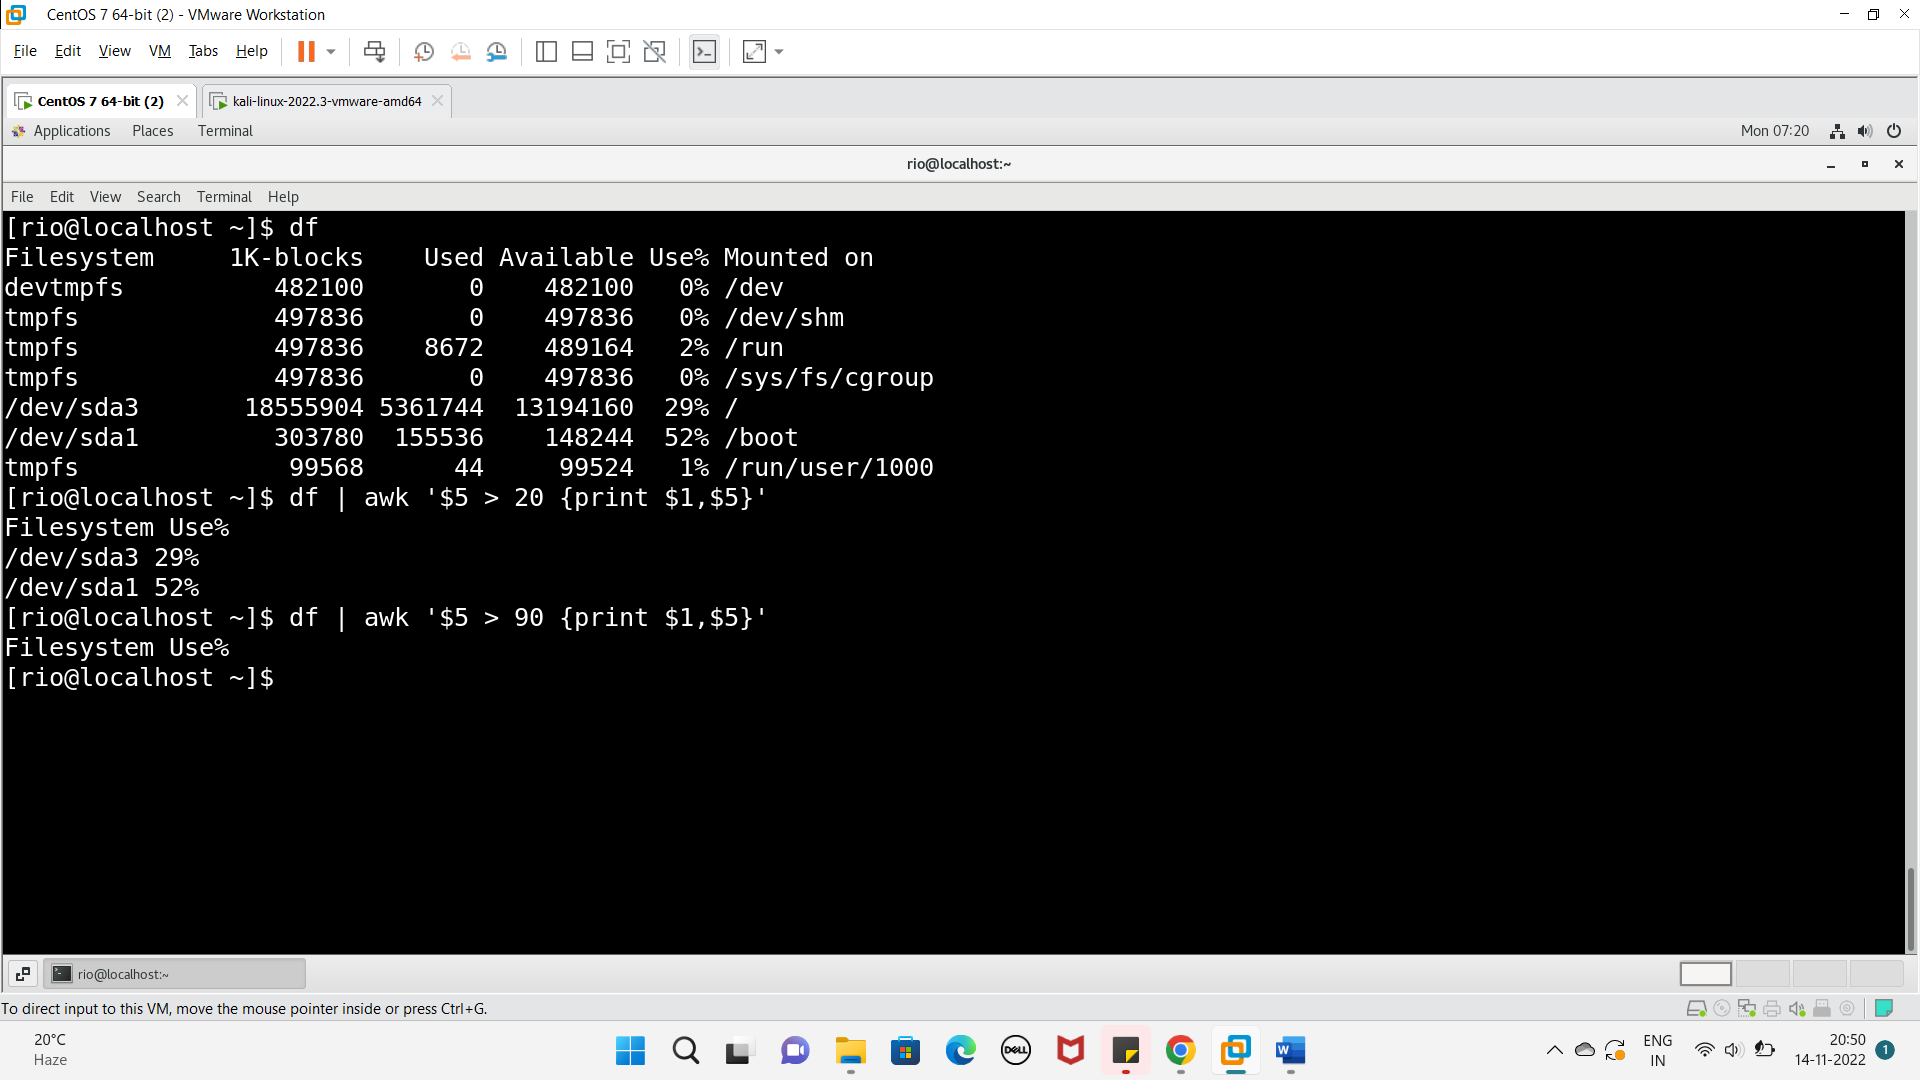 CentOS 7 64-bit (2) - VMware Workstation
File Edit View VM Tabs Help
CentOS 7 64-bit (2) kali-linux-2022.3-vmware-amd64
Applications Places Terminal Mon 07:20
rio@localhost:~
File Edit View Search Terminal Help
[rio@localhost ~]$ df
Filesystem 1K-blocks Used Available Use% Mounted on
devtmpfs 482100 0 482100 0% /dev
tmpfs 497836 0 497836 0% /dev/shm
tmpfs 497836 8672 489164 2% /run
tmpfs 497836 0 497836 0% /sys/fs/cgroup
/dev/sda3 18555904 5361744 13194160 29% /
/dev/sda1 303780 155536 148244 52% /boot
tmpfs 99568 44 99524 1% /run/user/1000
[rio@localhost ~]$ df | awk '$5 > 20 {print $1,$5}'
Filesystem Use%
/dev/sda3 29%
/dev/sda1 52%
[rio@localhost ~]$ df | awk '$5 > 90 {print $1,$5}'
Filesystem Use%
[rio@localhost ~]$
rio@localhost:~
To direct input to this VM, move the mouse pointer inside or press Ctrl+G.
20°C
Haze
DELL
W
ENG
IN
20:50
14-11-2022
1